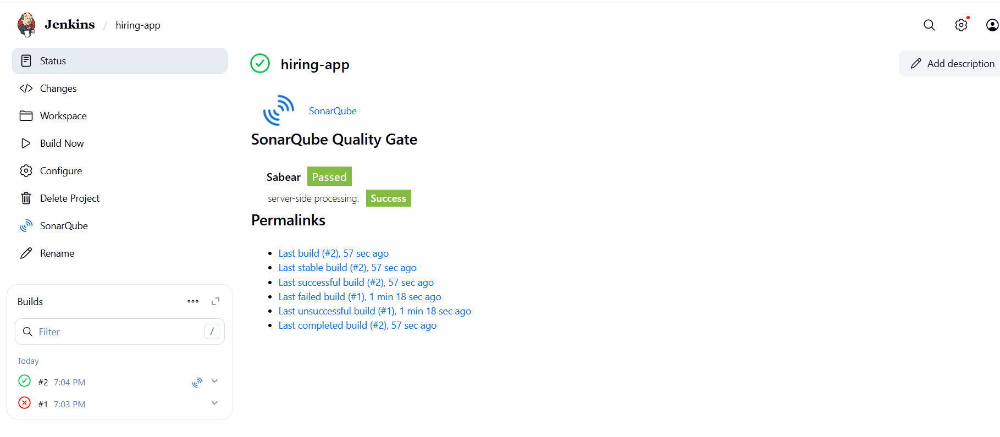 Jenkins / hiring-app
Status
Changes
Workspace
Build Now
Configure
Delete Project
SonarQube
Rename
Builds
Filter /
Today
#2 7:04 PM
#1 7:03 PM
hiring-app
Add description
SonarQube
SonarQube Quality Gate
Sabear Passed
server-side processing: Success
Permalinks
Last build (#2), 57 sec ago
Last stable build (#2), 57 sec ago
Last successful build (#2), 57 sec ago
Last failed build (#1), 1 min 18 sec ago
Last unsuccessful build (#1), 1 min 18 sec ago
Last completed build (#2), 57 sec ago